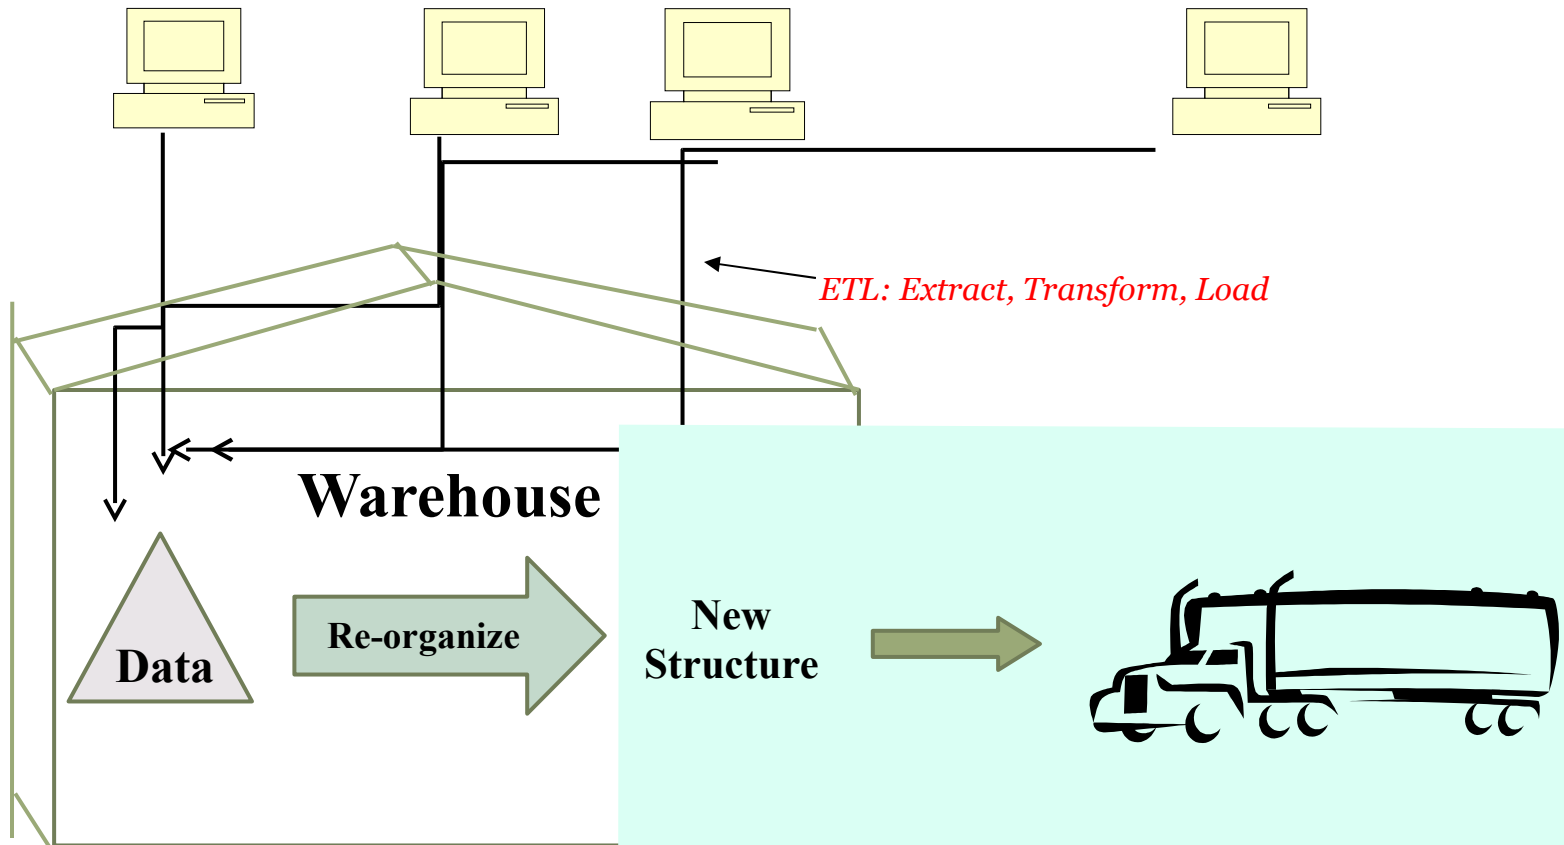 ETL: Extract, Transform, Load
Warehouse
Data
Re-organize
New
Structure